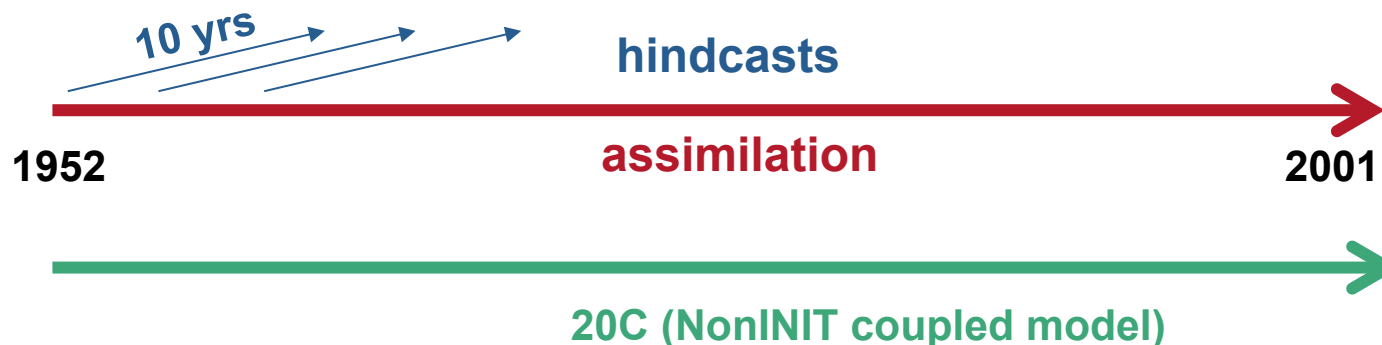 10 yrs
hindcasts
assimilation
1952
2001
20C (NonINIT coupled model)